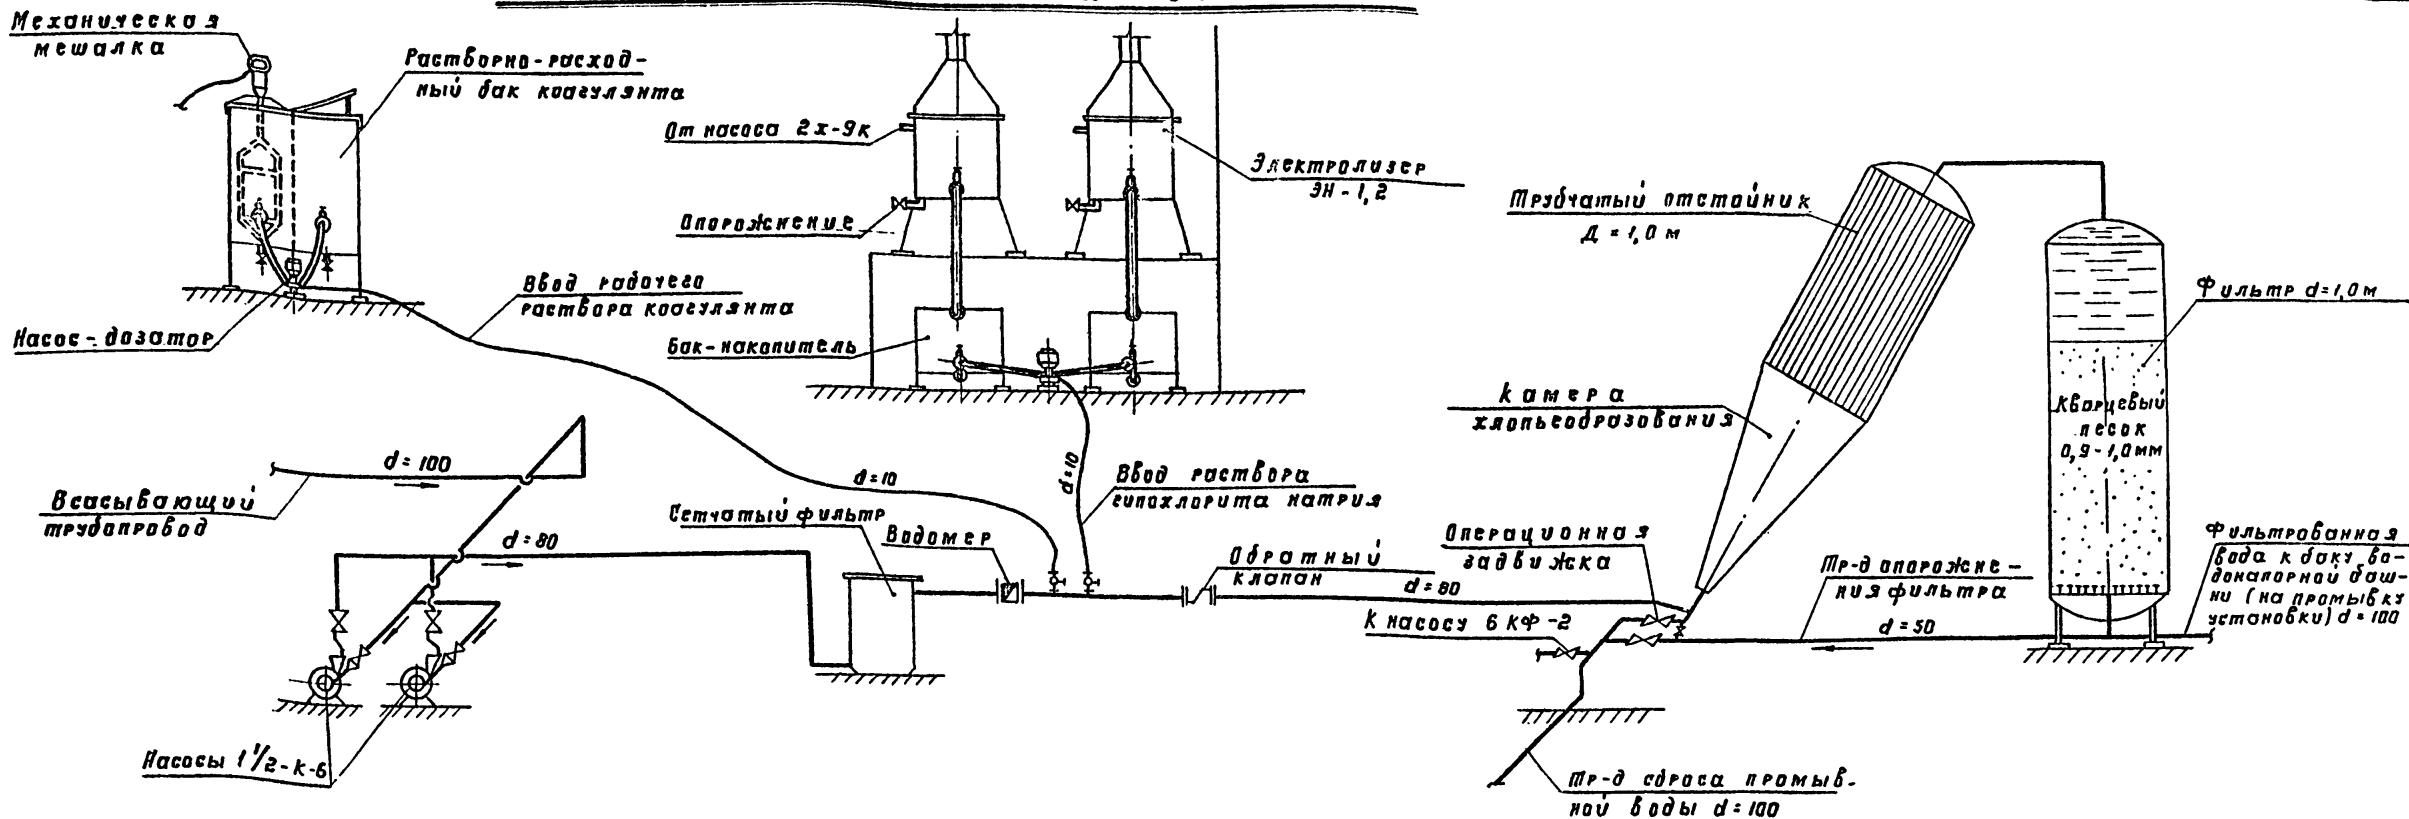 Механическая
мешалка
Растворно-расход-
ный бак коагулянта
От насоса 2х-9к
Опорожнение
Электролизер
ЭН-1,2
Трубчатый отстойник
Д=1,0 м
Ввод рабочего
раствора коагулянта
Фильтр d=1,0м
Насос-дозатор
Бак-накопитель
Камера
хлопьеобразования
Кварцевый
песок
0,9-1,0мм
d=100
Всасывающий
трубапровод
d=10
d=10
Ввод раствора
гипохлорита натрия
Сетчатый фильтр
Водомер
d=80
Обратный
клапан
Операционная
задвижка
d=80
Тр-д опорожне-
ния фильтра
d=50
Фильтрованная
вода к баку во-
донапорной баш-
ни (на промывку
установки) d=100
К насосу 6КФ-2
Насосы 1 1/2-К-6
Тр-д сброса промыв-
ной воды d=100